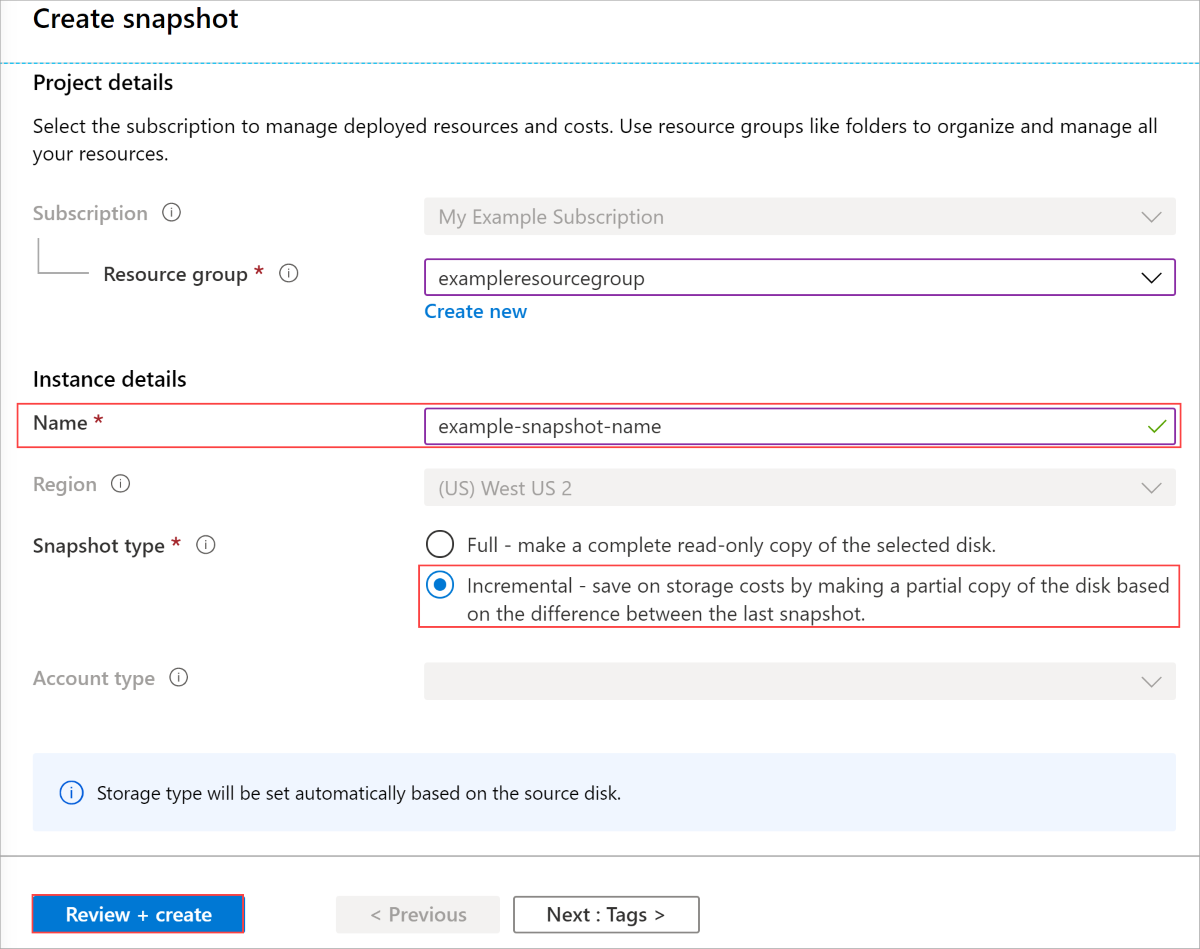 Create snapshot
Project details
Select the subscription to manage deployed resources and costs. Use resource groups like folders to organize and manage all
your resources.
Subscription
My Example Subscription
Resource group *
exampleresourcegroup
Create new
Instance details
Name *
example-snapshot-name
Region
(US) West US 2
Snapshot type *
Full - make a complete read-only copy of the selected disk.
Incremental - save on storage costs by making a partial copy of the disk based
on the difference between the last snapshot.
Account type
Storage type will be set automatically based on the source disk.
Review + create
< Previous
Next : Tags >